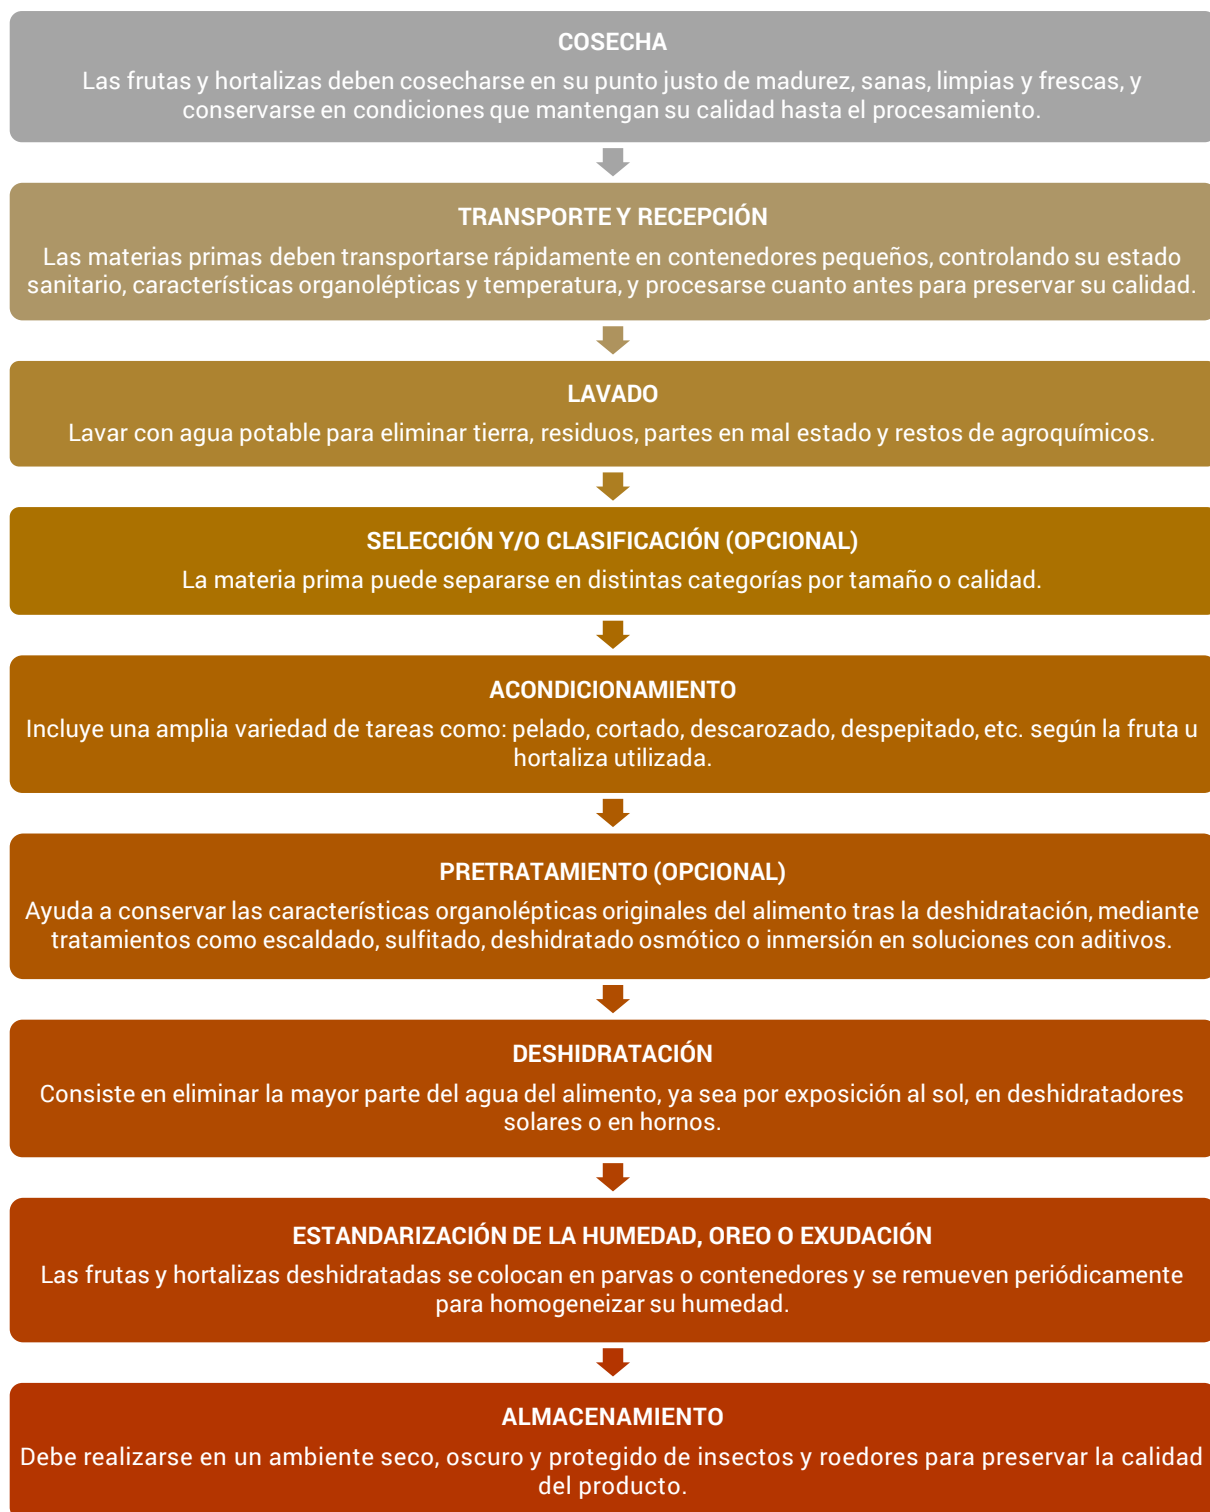 COSECHA
Las frutas y hortalizas deben cosecharse en su punto justo de madurez, sanas, limpias y frescas, y
conservarse en condiciones que mantengan su calidad hasta el procesamiento.
TRANSPORTE Y RECEPCIÓN
Las materias primas deben transportarse rápidamente en contenedores pequeños, controlando su estado
sanitario, características organolépticas y temperatura, y procesarse cuanto antes para preservar su calidad.
LAVADO
Lavar con agua potable para eliminar tierra, residuos, partes en mal estado y restos de agroquímicos.
SELECCIÓN Y/O CLASIFICACIÓN (OPCIONAL)
La materia prima puede separarse en distintas categorías por tamaño o calidad.
ACONDICIONAMIENTO
Incluye una amplia variedad de tareas como: pelado, cortado, descarozado, despepitado, etc. según la fruta u
hortaliza utilizada.
PRETRATAMIENTO (OPCIONAL)
Ayuda a conservar las características organolépticas originales del alimento tras la deshidratación, mediante
tratamientos como escaldado, sulfitado, deshidratado osmótico o inmersión en soluciones con aditivos.
DESHIDRATACIÓN
Consiste en eliminar la mayor parte del agua del alimento, ya sea por exposición al sol, en deshidratadores
solares o en hornos.
ESTANDARIZACIÓN DE LA HUMEDAD, OREO O EXUDACIÓN
Las frutas y hortalizas deshidratadas se colocan en parvas o contenedores y se remueven periódicamente
para homogeneizar su humedad.
ALMACENAMIENTO
Debe realizarse en un ambiente seco, oscuro y protegido de insectos y roedores para preservar la calidad
del producto.